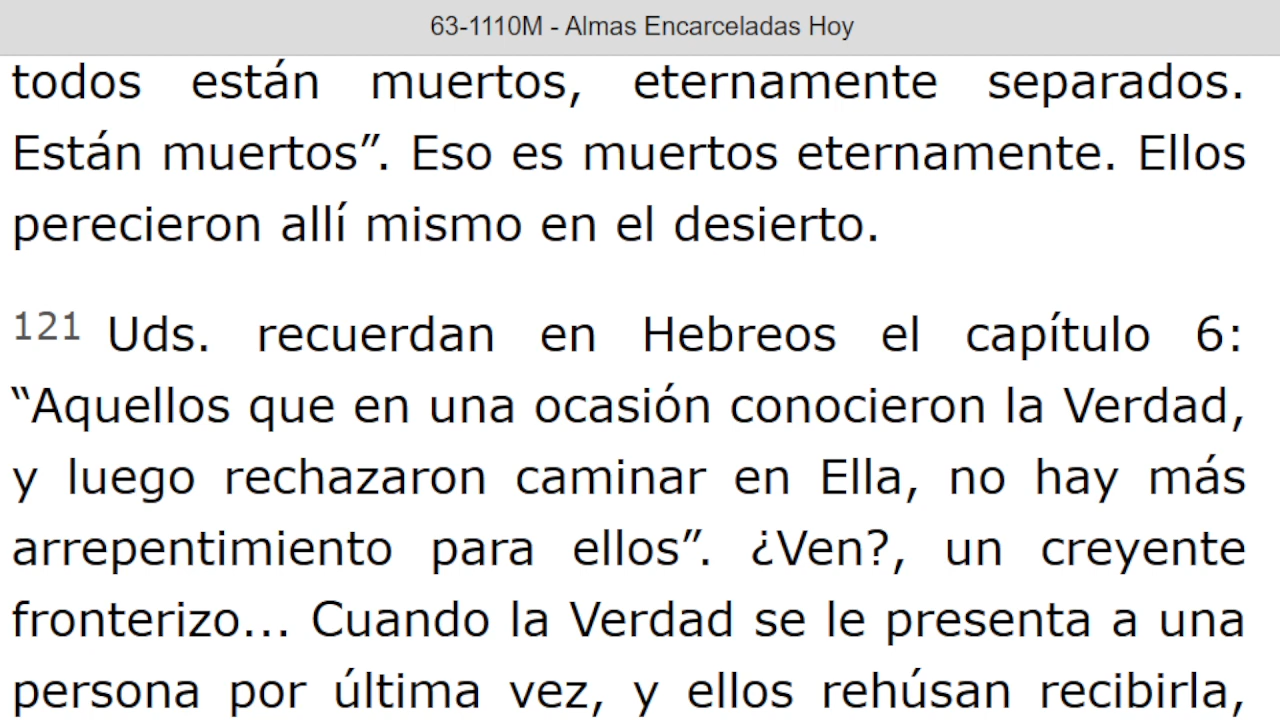 63-1110M - Almas Encarceladas Hoy
todos están muertos, eternamente separados.
Están muertos”. Eso es muertos eternamente. Ellos
perecieron allí mismo en el desierto.
121 Uds. recuerdan en Hebreos el capítulo 6:
“Aquellos que en una ocasión conocieron la Verdad,
y luego rechazaron caminar en Ella, no hay más
arrepentimiento para ellos”. ¿Ven?, un creyente
fronterizo... Cuando la Verdad se le presenta a una
persona por última vez, y ellos rehúsan recibirla,